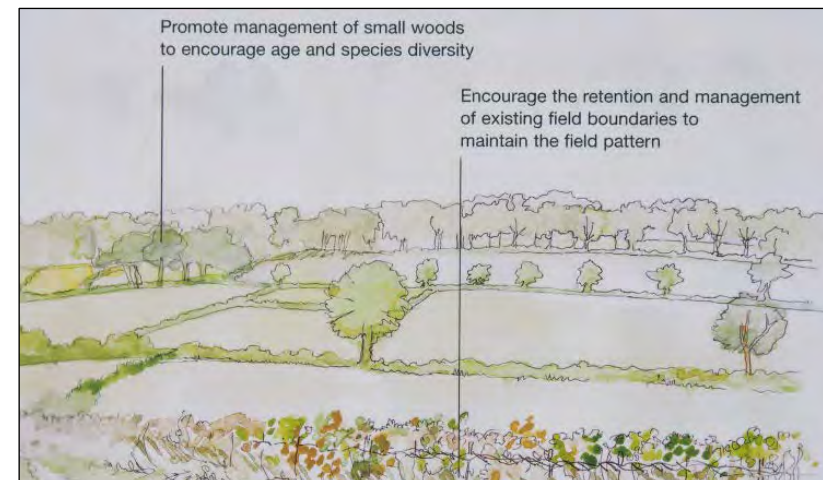 Promote management of small woods
to encourage age and species diversity
Encourage the retention and management
of existing field boundaries to
maintain the field pattern